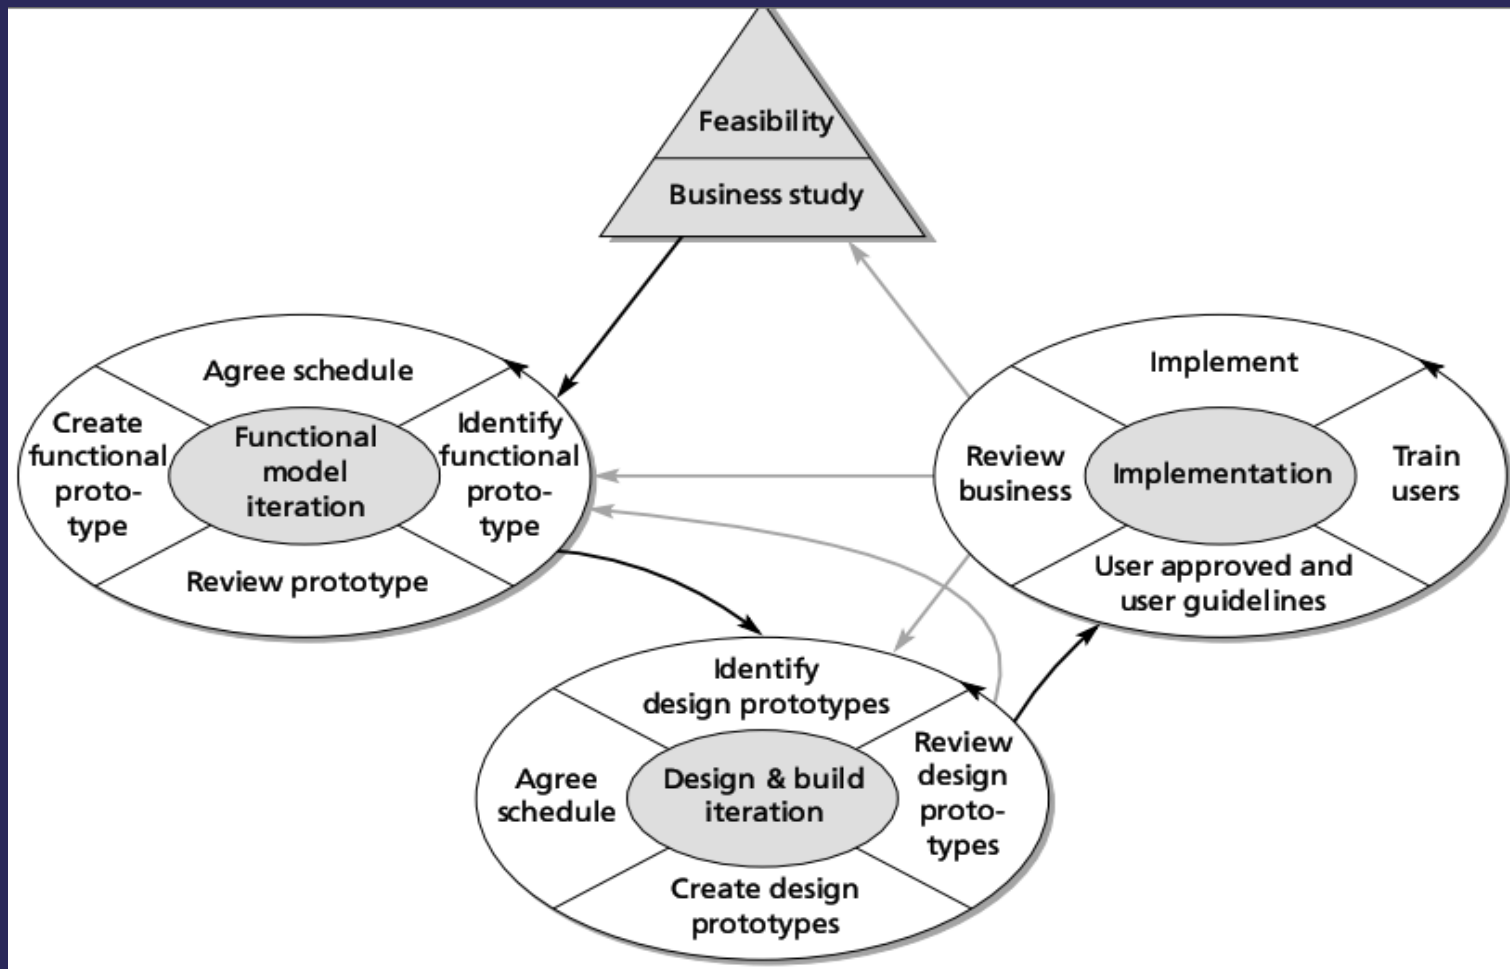 Feasibility
Business study
Agree schedule
Create
functional
proto-
type
Functional
model
iteration
Identify
functional
proto-
type
Review prototype
Implement
Review
business
Implementation
Train
users
User approved and
user guidelines
Identify
design prototypes
Agree
schedule
Design & build
iteration
Review
design
proto-
types
Create design
prototypes